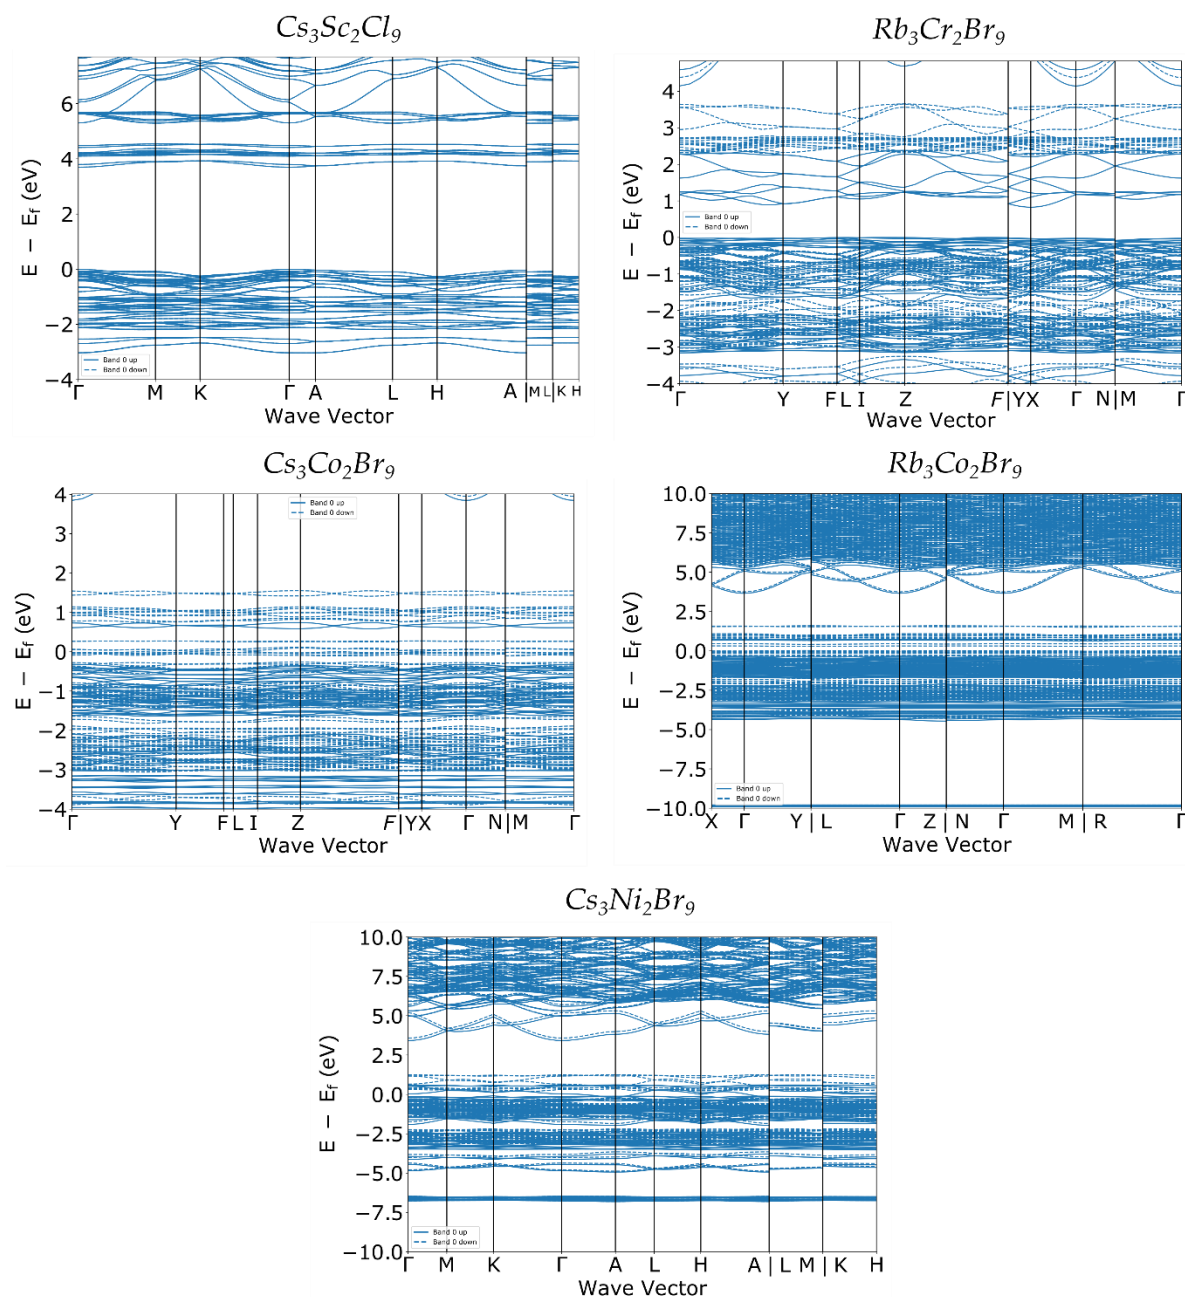 Cs₃Sc₂Cl₉
E − E_f (eV)
6
4
2
0
−2
−4
Band 0 up
Band 0 down
Γ M K Γ A L H A | M L | K H
Wave Vector
Rb₃Cr₂Br₉
E − E_f (eV)
4
3
2
1
0
−1
−2
−3
−4
Band 0 up
Band 0 down
Γ Y F L I Z F | Y X Γ N | M Γ
Wave Vector
Cs₃Co₂Br₉
E − E_f (eV)
4
3
2
1
0
−1
−2
−3
−4
Band 0 up
Band 0 down
Γ Y F L I Z F | Y X Γ N | M Γ
Wave Vector
Rb₃Co₂Br₉
E − E_f (eV)
10.0
7.5
5.0
2.5
0.0
−2.5
−5.0
−7.5
−10.0
Band 0 up
Band 0 down
X Γ Y | L Γ Z | N Γ M | R Γ
Wave Vector
Cs₃Ni₂Br₉
E − E_f (eV)
10.0
7.5
5.0
2.5
0.0
−2.5
−5.0
−7.5
−10.0
Band 0 up
Band 0 down
Γ M K Γ A L H A | L M | K H
Wave Vector